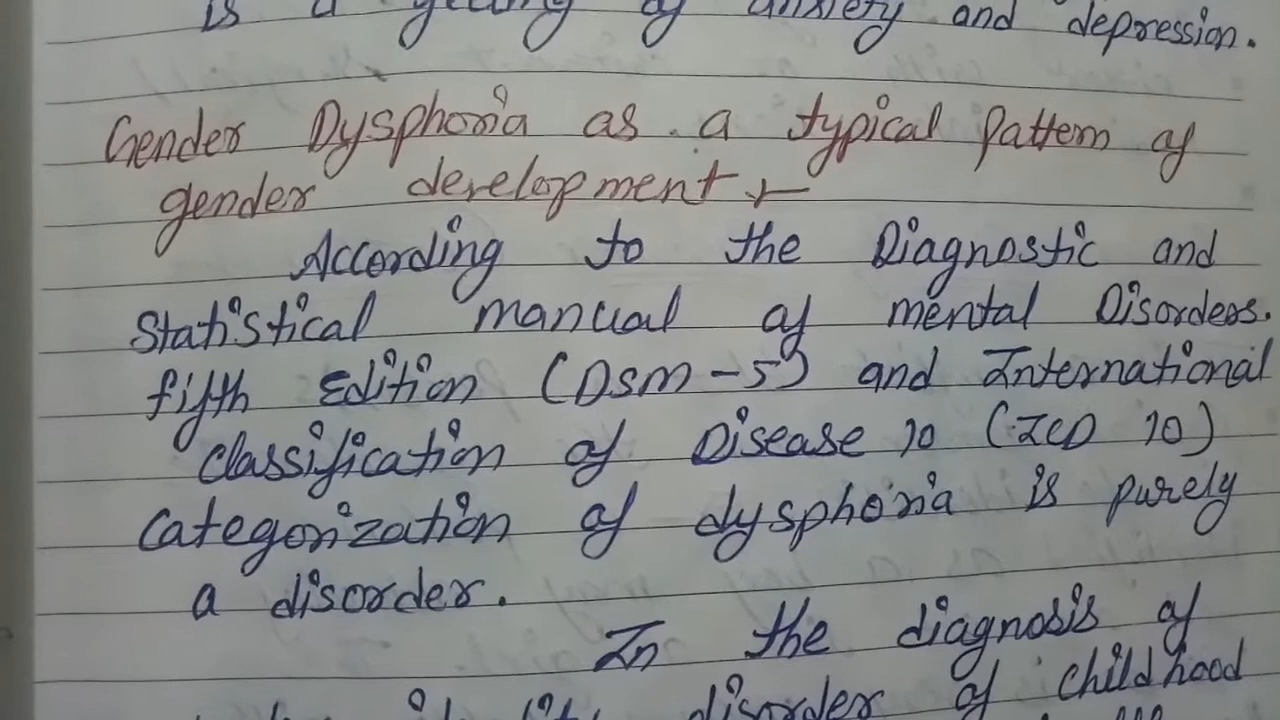 is a feeling of anxiety and depression.
Gender Dysphoria as a typical Pattern of
gender development :-
According to the Diagnostic and
Statistical manual of mental Disorders.
fifth Edition (DSM-5) and International
Classification of Disease 10 (ICD 10)
Categorization of dysphoria is purely
a disorder.
In the diagnosis of
disorder of childhood